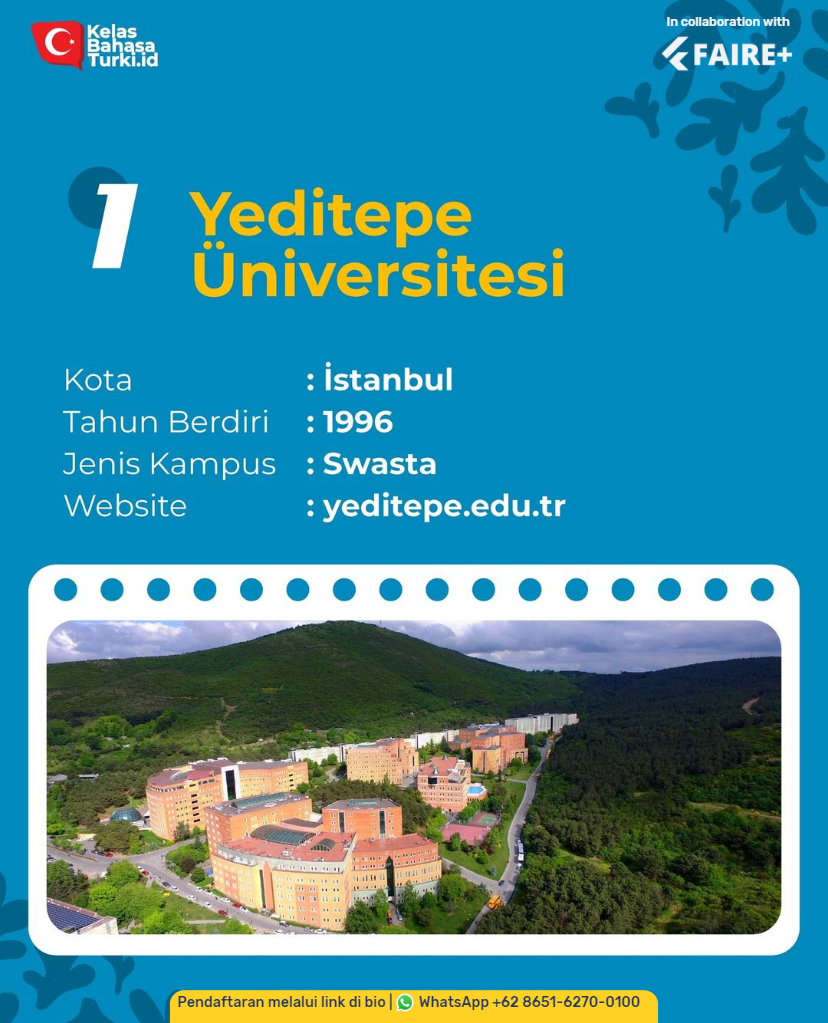 Kelas
Bahasa
Turki.id
In collaboration with
FAIRE+
1
Yeditepe
Üniversitesi
Kota : İstanbul
Tahun Berdiri : 1996
Jenis Kampus : Swasta
Website : yeditepe.edu.tr
Pendaftaran melalui link di bio | WhatsApp +62 8651-6270-0100